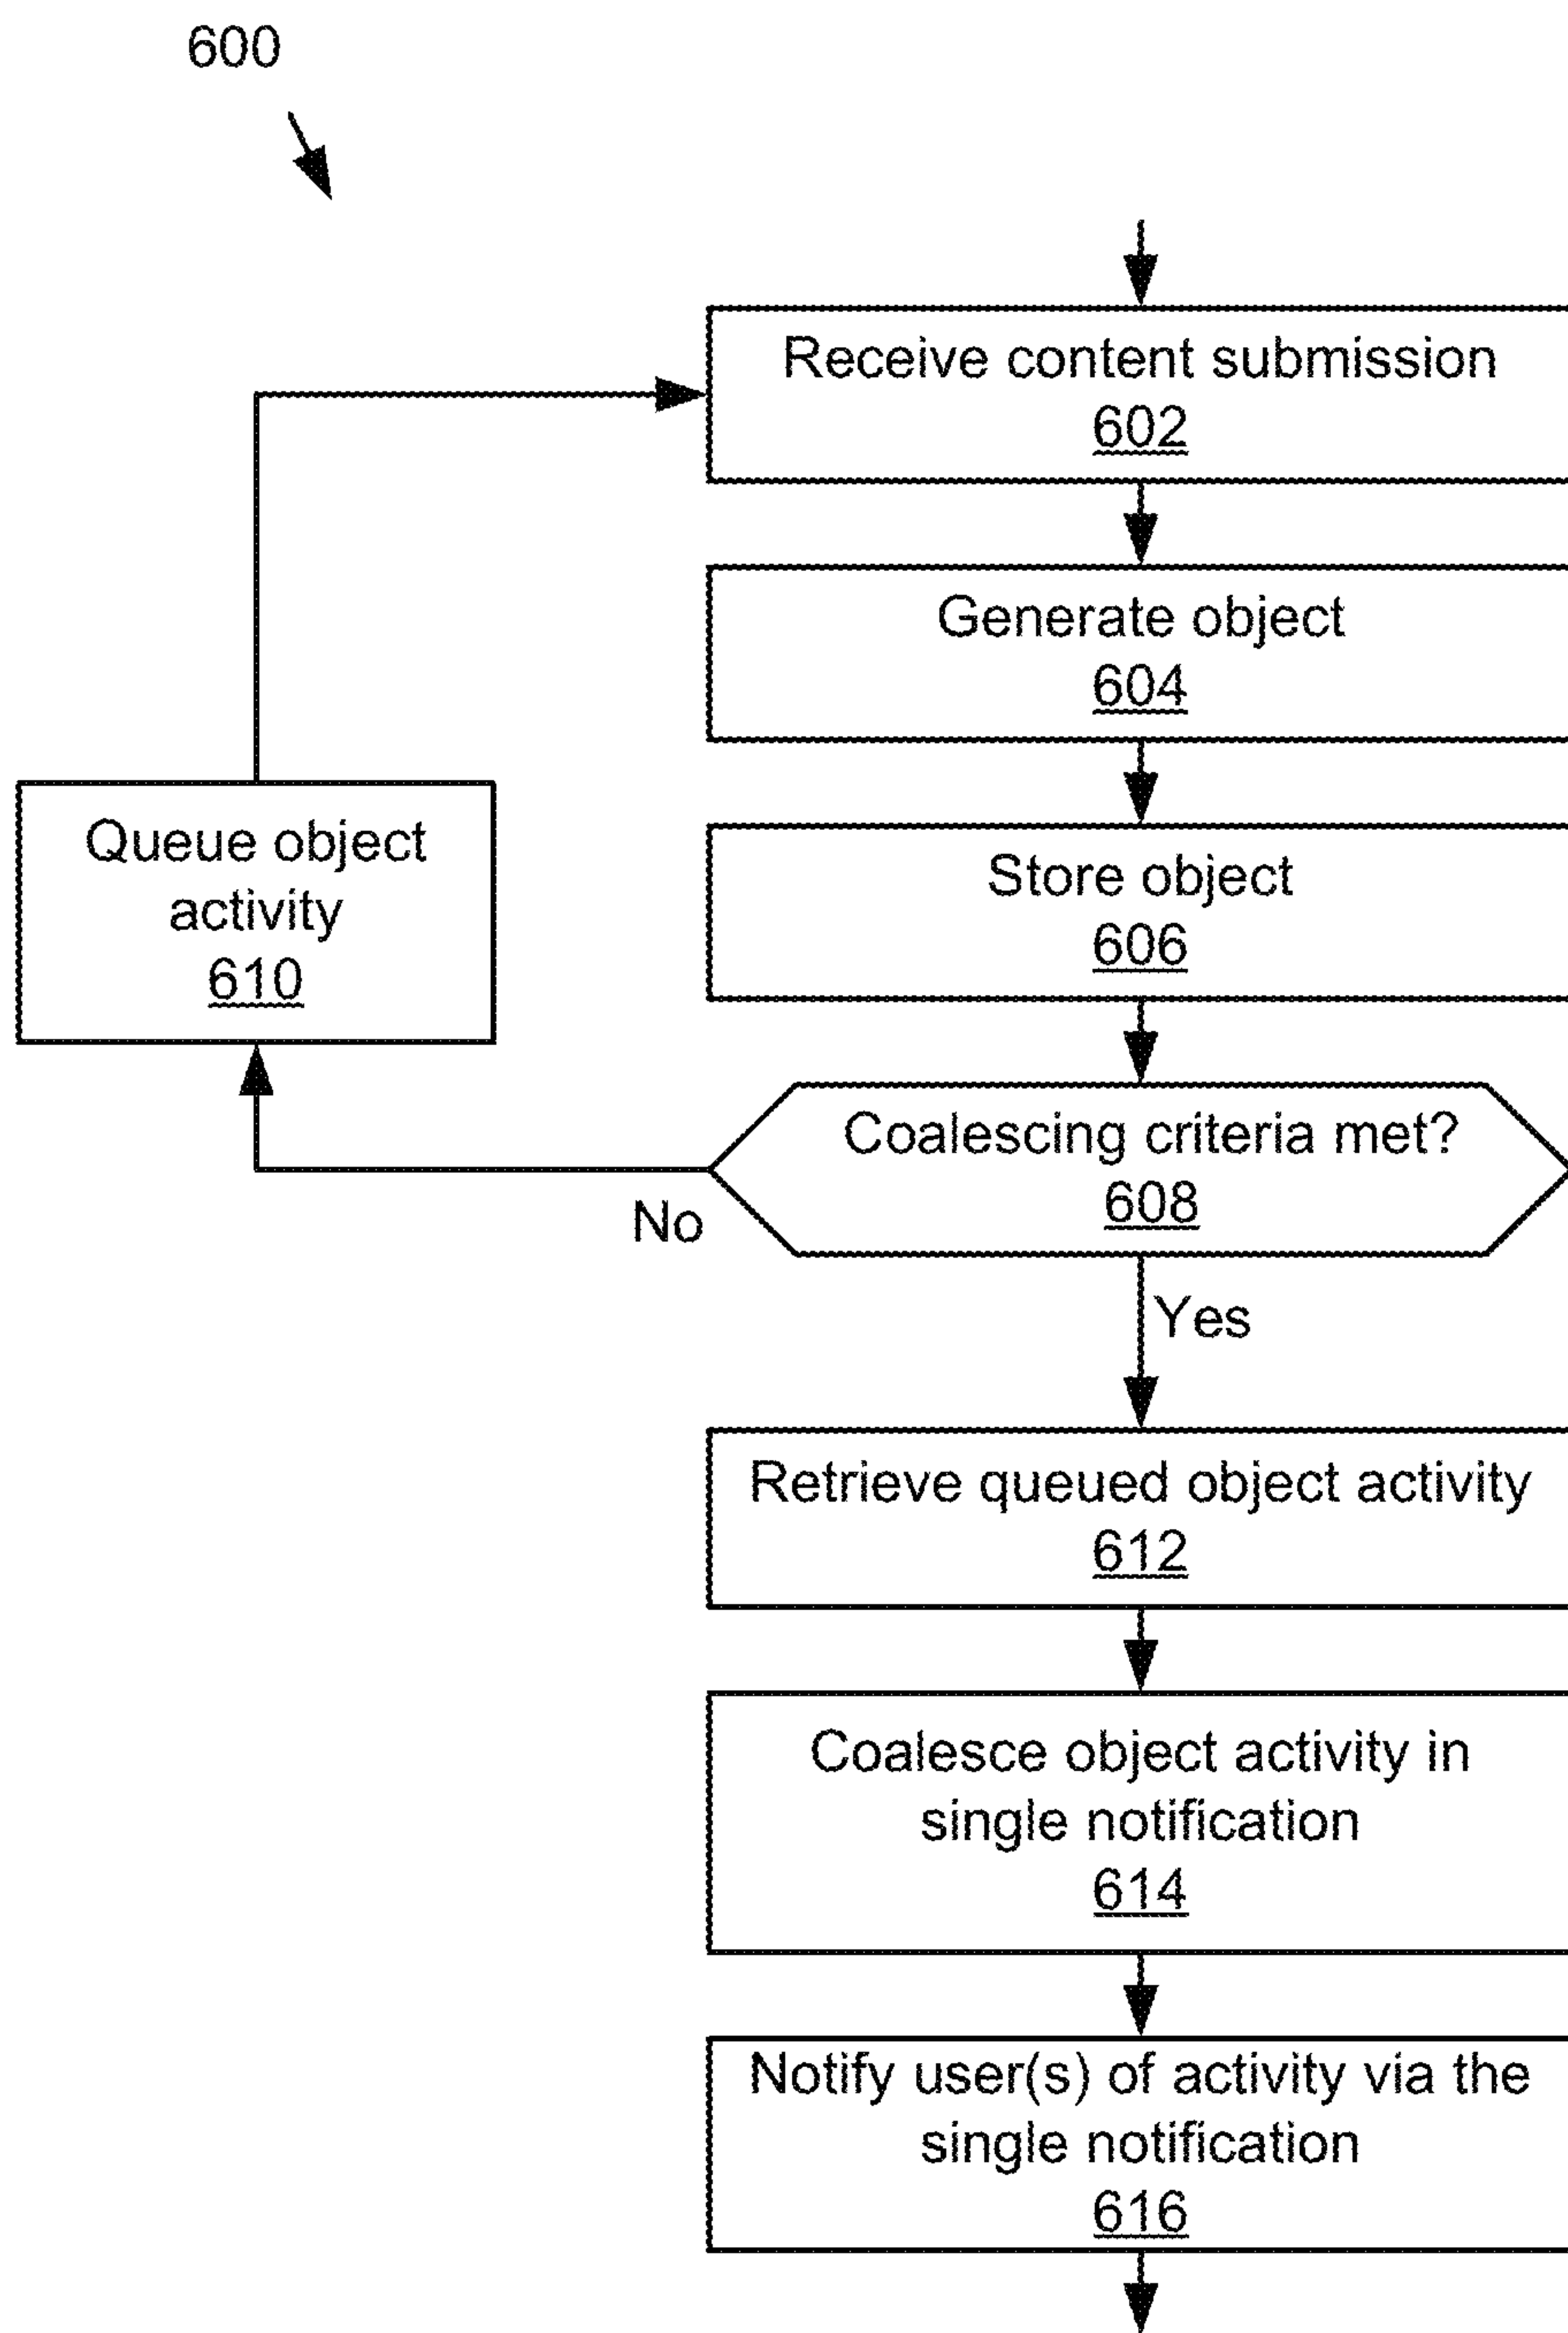 600
Receive content submission
602
Generate object
604
Store object
606
Queue object
activity
610
Coalescing criteria met?
608
No
Yes
Retrieve queued object activity
612
Coalesce object activity in
single notification
614
Notify user(s) of activity via the
single notification
616